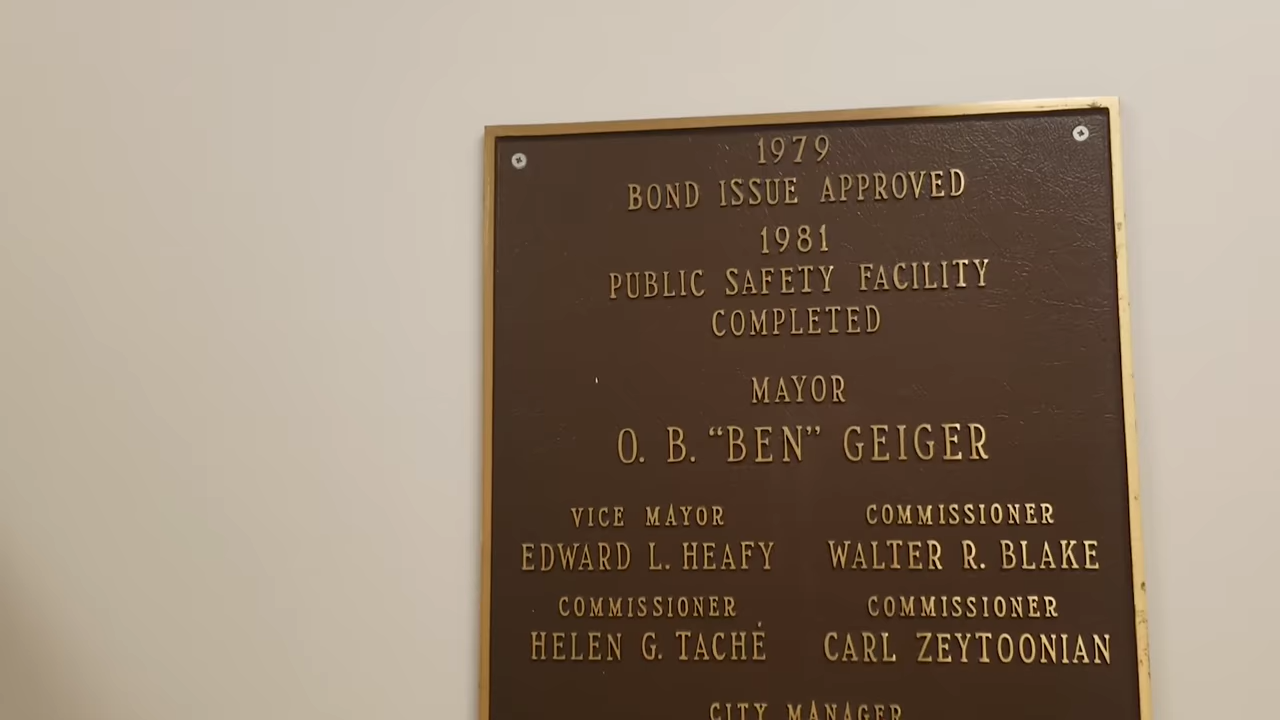 1979
BOND ISSUE APPROVED
1981
PUBLIC SAFETY FACILITY
COMPLETED
MAYOR
O. B. “BEN” GEIGER
VICE MAYOR COMMISSIONER
EDWARD L. HEAFY WALTER R. BLAKE
COMMISSIONER COMMISSIONER
HELEN G. TACHÉ CARL ZEYTOONIAN
CITY MANAGER